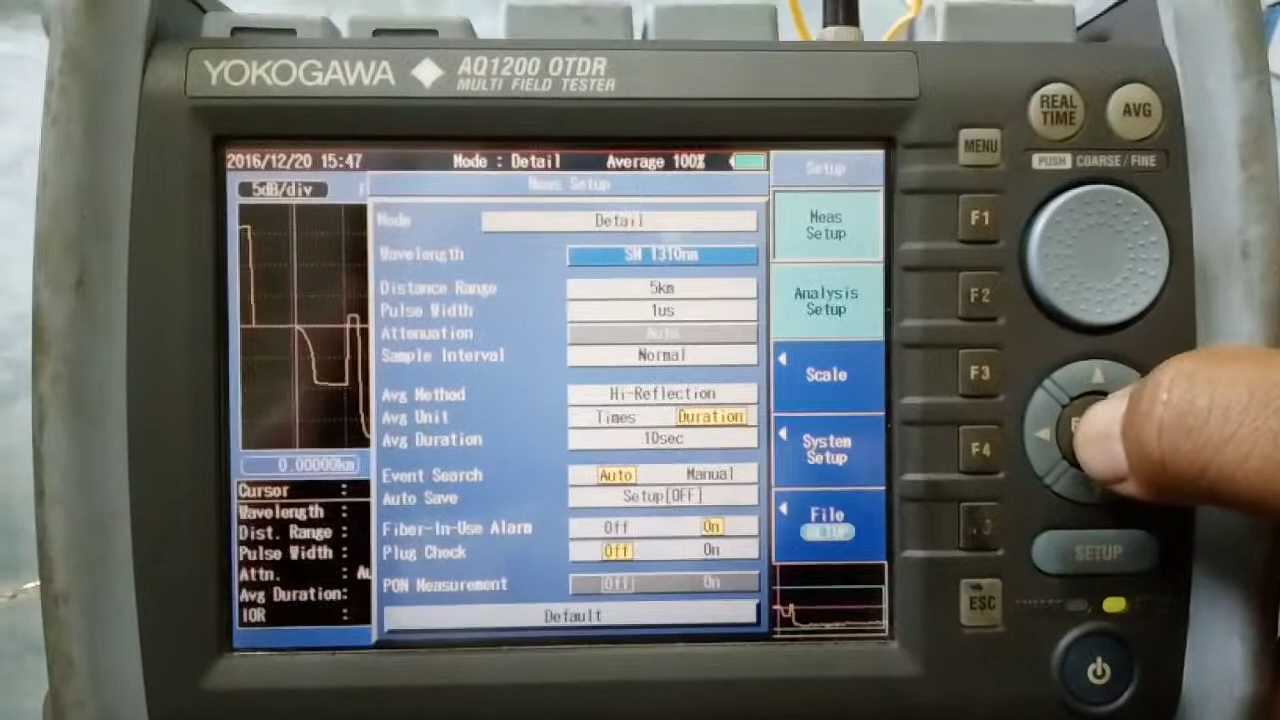 YOKOGAWA AQ1200 OTDR
MULTI FIELD TESTER
REAL TIME
AVG
MENU
PUSH COARSE/FINE
2016/12/20 15:47 Mode : Detail Average 100%
5dB/div
Meas Setup
Setup
Mode Detail
Meas Setup
F1
Wavelength SM 1310nm
Distance Range 5km
Analysis Setup
F2
Pulse Width 1us
Attenuation Auto
Sample Interval Normal
Scale
F3
Avg Method Hi-Reflection
Avg Unit Times Duration
Avg Duration 10sec
System Setup
F4
0.00000km
Event Search Auto Manual
Auto Save Setup[OFF]
File
SETUP
Fiber-In-Use Alarm Off On
Plug Check Off On
SETUP
PON Measurement Off On
Default
ESC
Cursor :
Wavelength :
Dist. Range :
Pulse Width :
Attn. :
Avg Duration:
IOR :